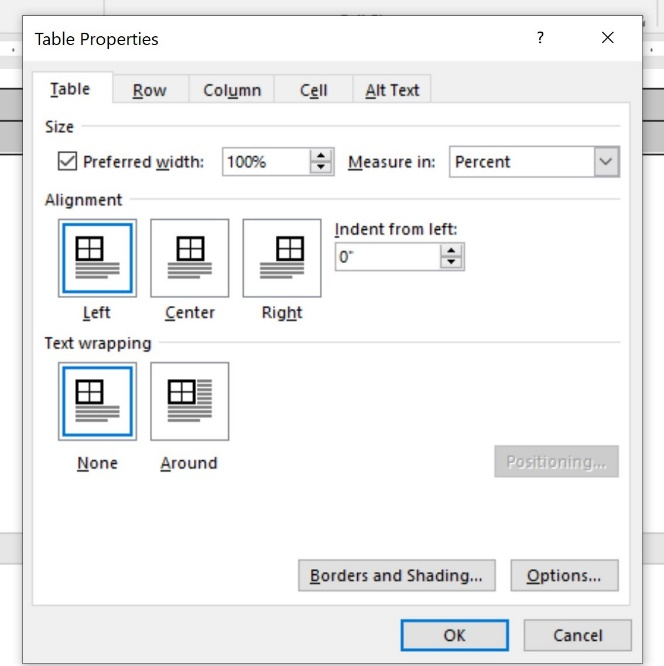 Table Properties ? ×
Table Row Column Cell Alt Text
Size
Preferred width: 100% Measure in: Percent
Alignment
Indent from left:
0"
Left Center Right
Text wrapping
None Around
Positioning...
Borders and Shading... Options...
OK Cancel